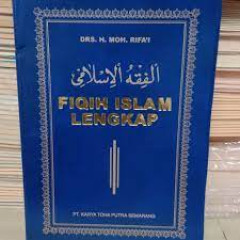 DRS. H. MOH. RIFA'I
الفقه الإسلامي
FIQIH ISLAM
LENGKAP
PT. KARYA TOHA PUTRA SEMARANG